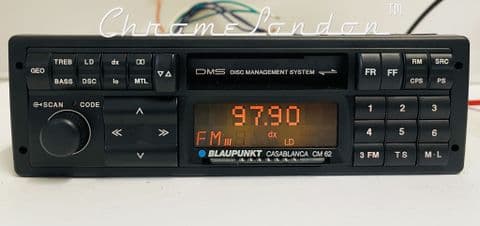 ChromeLondon
GEO TREB LD dx MTL
BASS DSC lo
DMS DISC MANAGEMENT SYSTEM
FR FF RM SRC
CPS PS
SCAN CODE
97.90
FM III dx LD
BLAUPUNKT CASABLANCA CM 62
1 2 3
4 5 6
3 FM TS M·L